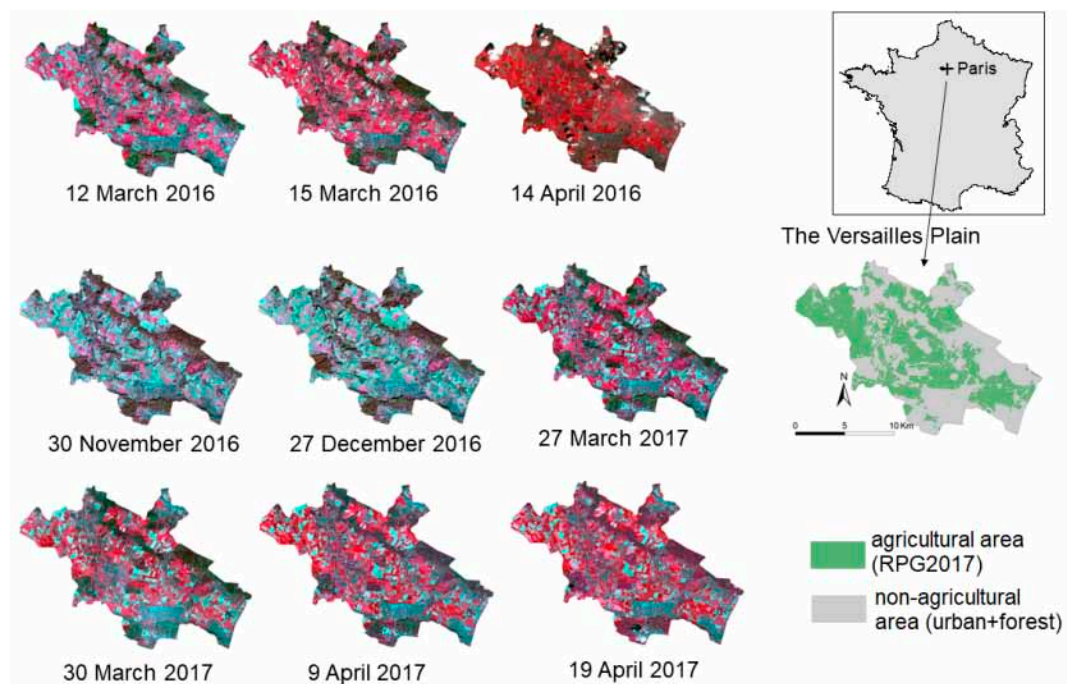 12 March 2016
15 March 2016
14 April 2016
Paris
The Versailles Plain
30 November 2016
27 December 2016
27 March 2017
N
0 5 10 Km
30 March 2017
9 April 2017
19 April 2017
agricultural area
(RPG2017)
non-agricultural
area (urban+forest)